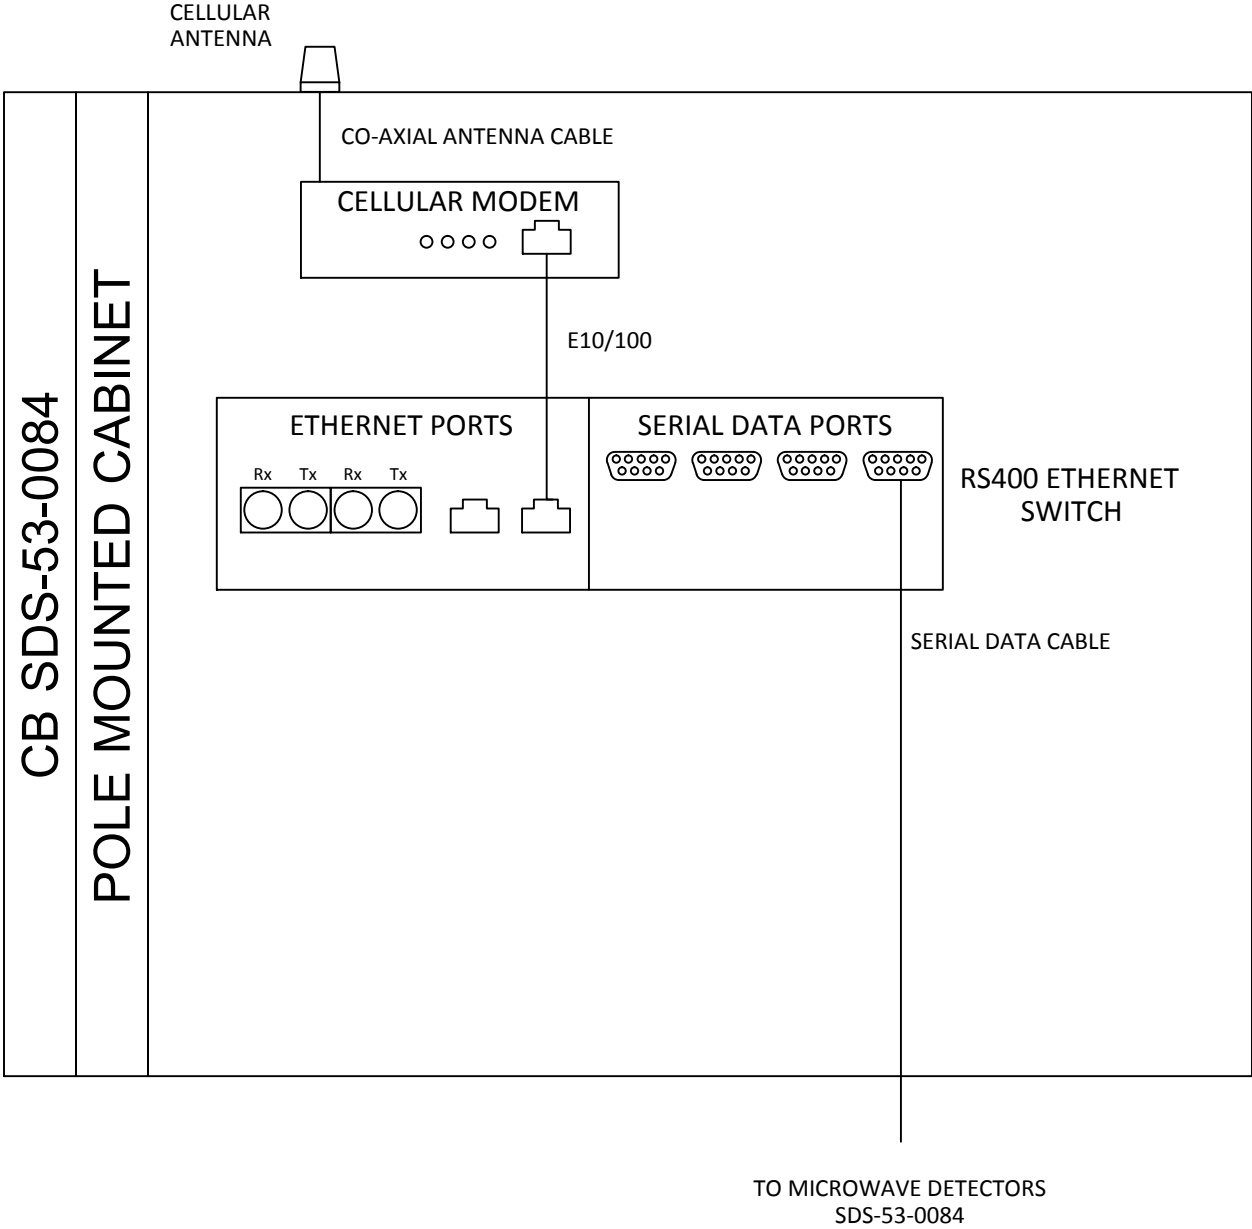 CELLULAR
ANTENNA
CO-AXIAL ANTENNA CABLE
CELLULAR MODEM
E10/100
CB SDS-53-0084
POLE MOUNTED CABINET
ETHERNET PORTS
SERIAL DATA PORTS
Rx Tx Rx Tx
RS400 ETHERNET
SWITCH
SERIAL DATA CABLE
TO MICROWAVE DETECTORS
SDS-53-0084